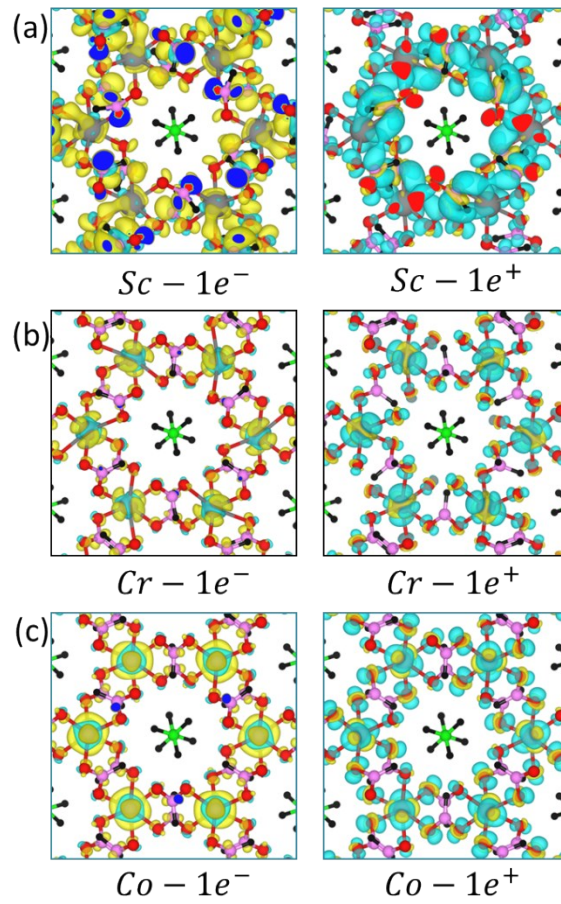 (a)
Sc − 1e⁻ Sc − 1e⁺
(b)
Cr − 1e⁻ Cr − 1e⁺
(c)
Co − 1e⁻ Co − 1e⁺